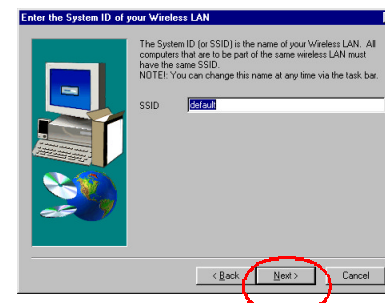 Enter the System ID of your Wireless LAN
The System ID (or SSID) is the name of your Wireless LAN. All
computers that are to be part of the same wireless LAN must
have the same SSID.
NOTE!: You can change this name at any time via the task bar.
SSID
default
< Back
Next >
Cancel